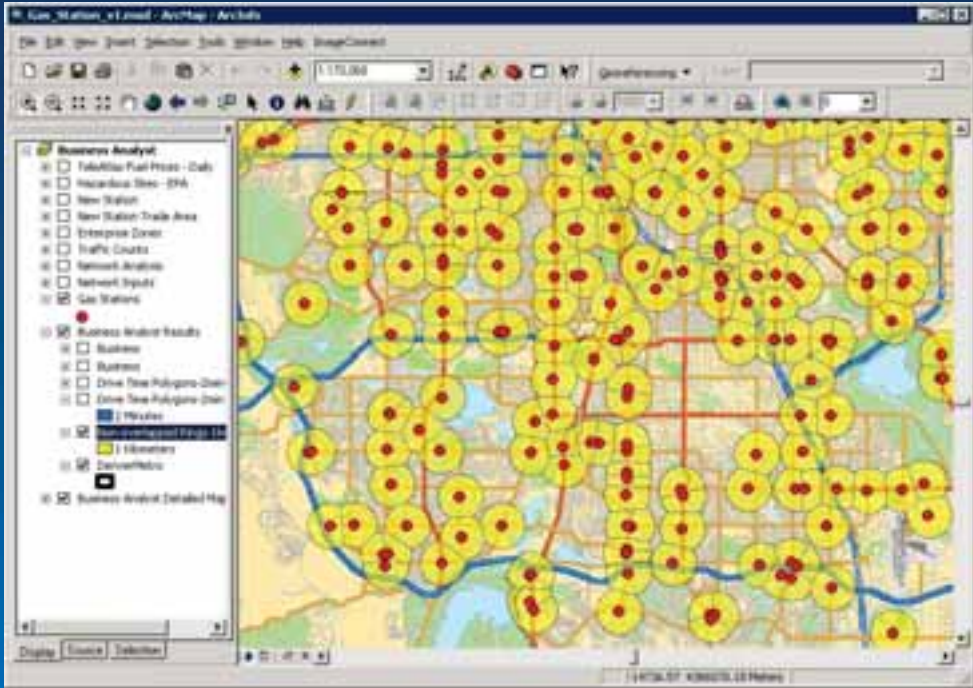 Gas_Station_v1.mxd - ArcMap - ArcInfo
File Edit View Insert Selection Tools Window Help ImageConnect
Georeferencing
Business Analyst
TeleAtlas Fuel Prices - Daily
Hazardous Sites - EPA
New Station
New Station Trade Area
Enterprise Zones
Traffic Counts
Network Analysis
Network Inputs
Gas Stations
Business Analyst Results
Business
Business
Drive Time Polygons
Drive Time Polygons
2 Minutes
1 Kilometers
DenverMetro
Business Analyst Detailed Map
Display Source Selection
Meters